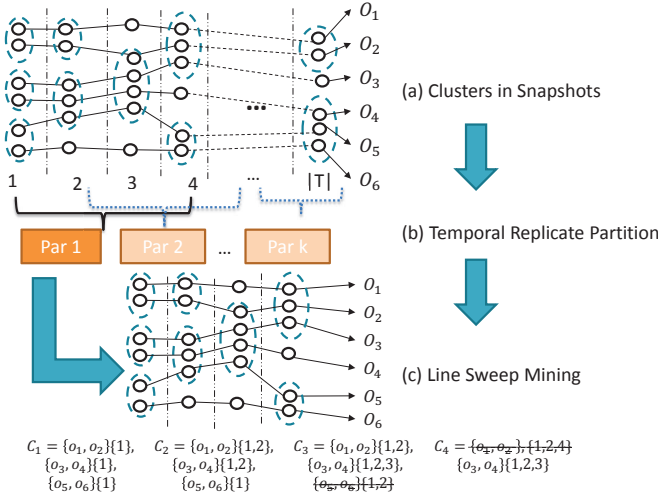 O₁
O₂
O₃
O₄
O₅
O₆
...
1 2 3 4 ... |T|
(a) Clusters in Snapshots
Par 1 Par 2 ... Par k
(b) Temporal Replicate Partition
O₁
O₂
O₃
O₄
O₅
O₆
(c) Line Sweep Mining
C₁ = {o₁, o₂}{1},
{o₃, o₄}{1},
{o₅, o₆}{1}
C₂ = {o₁, o₂}{1,2},
{o₃, o₄}{1,2},
{o₅, o₆}{1}
C₃ = {o₁, o₂}{1,2},
{o₃, o₄}{1,2,3},
{o₅, o₆}{1,2}
C₄ = {o₁, o₂}, {1,2,4}
{o₃, o₄}{1,2,3}